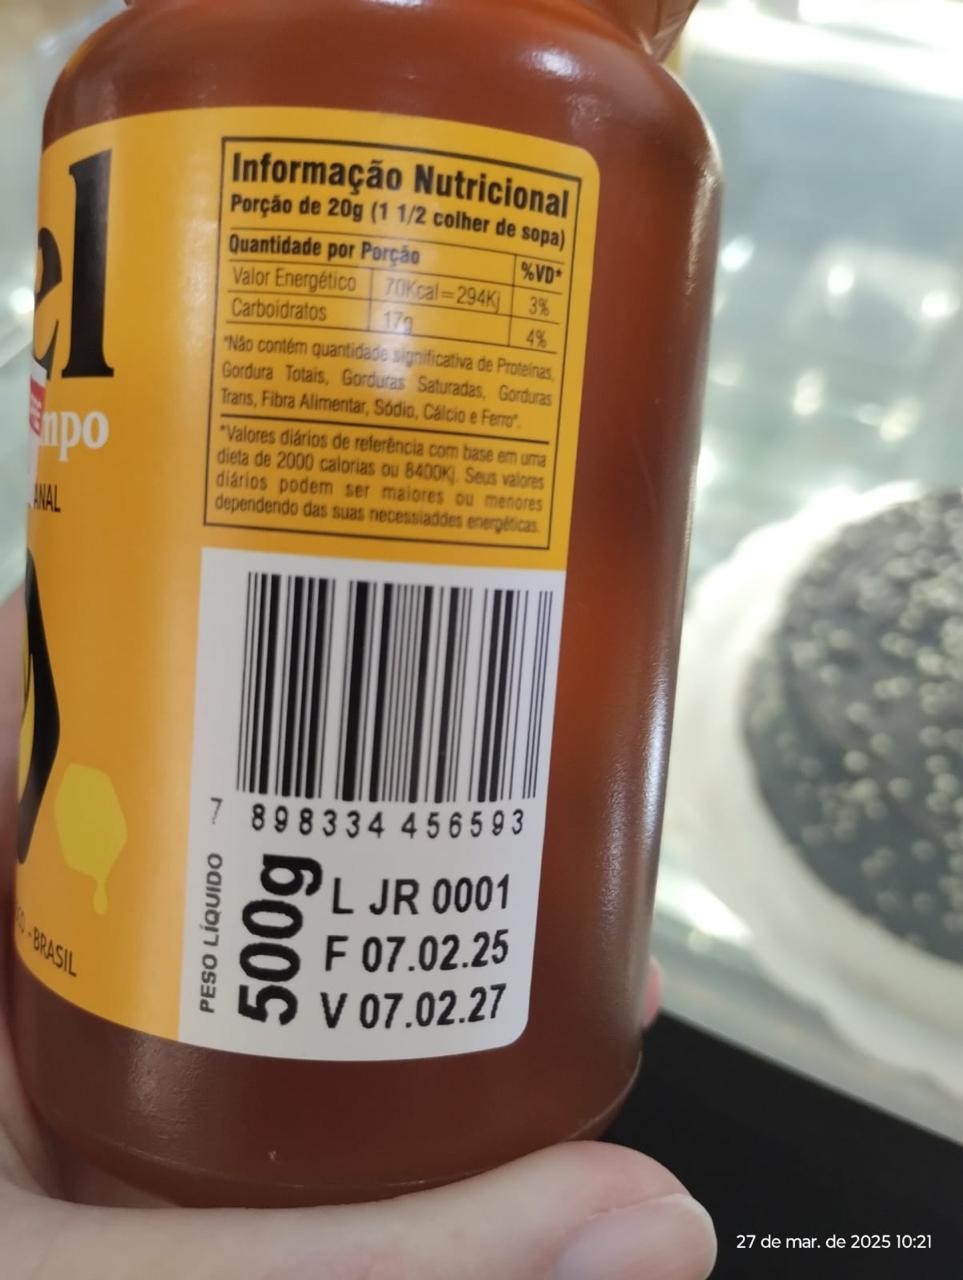 el
mpo
ANAL
- BRASIL
Informação Nutricional
Porção de 20g (1 1/2 colher de sopa)
Quantidade por Porção %VD*
Valor Energético 70Kcal=294Kj 3%
Carboidratos 17g 4%
*Não contém quantidade significativa de Proteínas,
Gordura Totais, Gorduras Saturadas, Gorduras
Trans, Fibra Alimentar, Sódio, Cálcio e Ferro".
*Valores diários de referência com base em uma
dieta de 2000 calorias ou 8400Kj. Seus valores
diários podem ser maiores ou menores
dependendo das suas necessiaddes energéticas.
7 898334 456593
PESO LÍQUIDO
500g
L JR 0001
F 07.02.25
V 07.02.27
27 de mar. de 2025 10:21